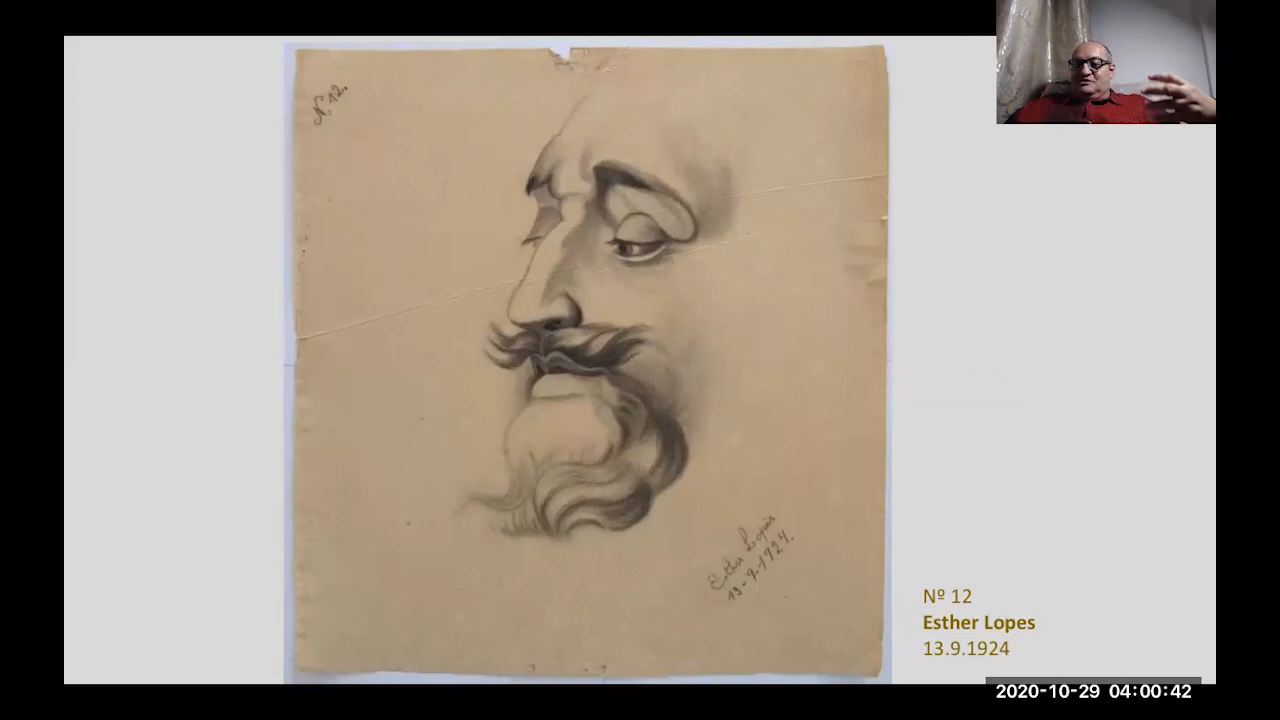 N. 12.
Esther Lopes
13-9-1924.
Nº 12
Esther Lopes
13.9.1924
2020-10-29 04:00:42